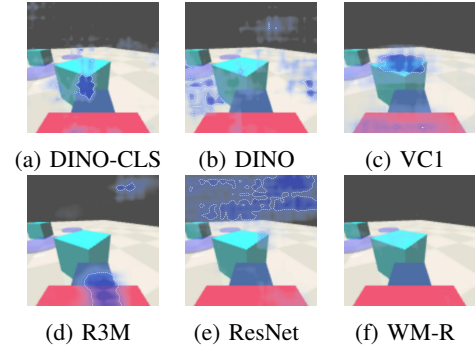 (a) DINO-CLS (b) DINO (c) VC1
(d) R3M (e) ResNet (f) WM-R